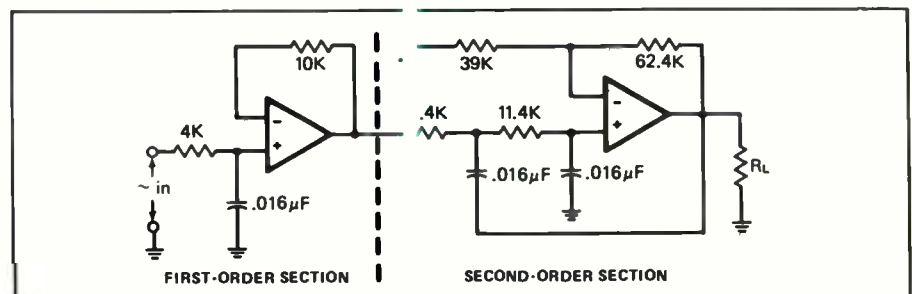 10K
39K
62.4K
4K
.4K
11.4K
-
+
-
+
~ in
.016μF
.016μF
.016μF
RL
FIRST-ORDER SECTION
SECOND-ORDER SECTION